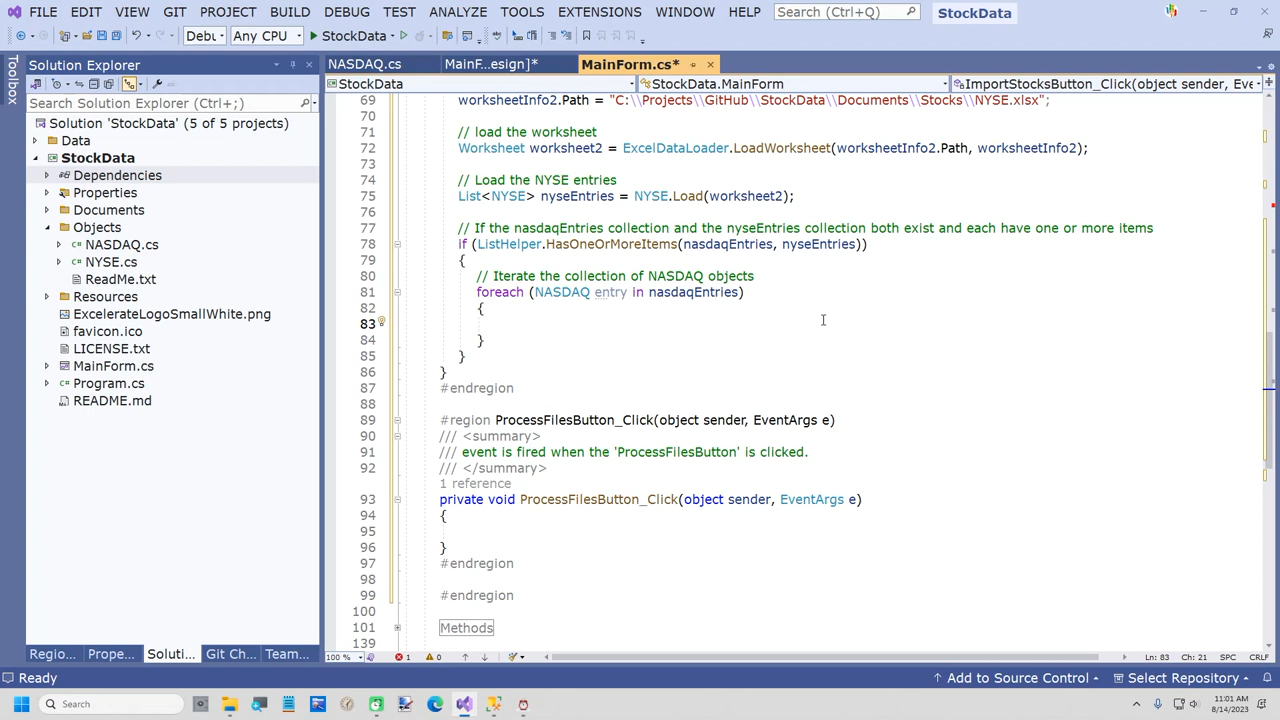 FILE EDIT VIEW GIT PROJECT BUILD DEBUG TEST ANALYZE TOOLS EXTENSIONS WINDOW HELP Search (Ctrl+Q) StockData
Debu Any CPU StockData
Toolbox
Solution Explorer
Search Solution Explorer (Ctrl+;)
Solution 'StockData' (5 of 5 projects)
Data
StockData
Dependencies
Properties
Documents
Objects
NASDAQ.cs
NYSE.cs
ReadMe.txt
Resources
ExcelerateLogoSmallWhite.png
favicon.ico
LICENSE.txt
MainForm.cs
Program.cs
README.md
Regio... Prope... Soluti... Git Ch... Team...
NASDAQ.cs MainF...esign]* MainForm.cs*
StockData StockData.MainForm ImportStocksButton_Click(object sender, Eve
69 worksheetInfo2.Path = "C:\\Projects\\GitHub\\StockData\\Documents\\Stocks\\NYSE.xlsx";
70
71 // load the worksheet
72 Worksheet worksheet2 = ExcelDataLoader.LoadWorksheet(worksheetInfo2.Path, worksheetInfo2);
73
74 // Load the NYSE entries
75 List<NYSE> nyseEntries = NYSE.Load(worksheet2);
76
77 // If the nasdaqEntries collection and the nyseEntries collection both exist and each have one or more items
78 if (ListHelper.HasOneOrMoreItems(nasdaqEntries, nyseEntries))
79 {
80 // Iterate the collection of NASDAQ objects
81 foreach (NASDAQ entry in nasdaqEntries)
82 {
83
84 }
85 }
86 }
87 #endregion
88
89 #region ProcessFilesButton_Click(object sender, EventArgs e)
90 /// <summary>
91 /// event is fired when the 'ProcessFilesButton' is clicked.
92 /// </summary>
1 reference
93 private void ProcessFilesButton_Click(object sender, EventArgs e)
94 {
95
96 }
97 #endregion
98
99 #endregion
100
101 Methods
139
100 % 1 0 Ln: 83 Ch: 21 SPC CRLF
Ready Add to Source Control Select Repository
Search 11:01 AM
8/14/2023